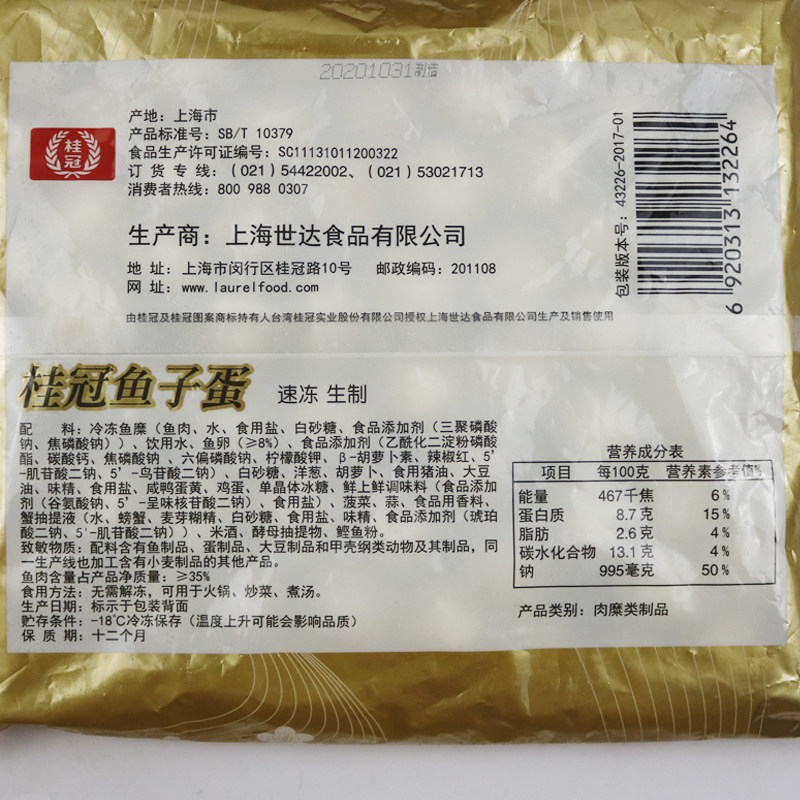 20201031制造
桂
冠
产地：上海市
产品标准号：SB/T 10379
食品生产许可证编号：SC11131011200322
订 货 专 线：（021）54422002、（021）53021713
消费者热线：800 988 0307
生产商：上海世达食品有限公司
地 址：上海市闵行区桂冠路10号 邮政编码：201108
网 址：www.laurelfood.com
由桂冠及桂冠图案商标持有人台湾桂冠实业股份有限公司授权上海世达食品有限公司生产及销售使用
包装版本号：43226-2017-01
6 920313 132264
桂冠鱼子蛋 速冻 生制
配 料：冷冻鱼糜（鱼肉、水、食用盐、白砂糖、食品添加剂（三聚磷酸
钠、焦磷酸钠））、饮用水、鱼卵（≥8%）、食品添加剂（乙酰化二淀粉磷酸
酯、碳酸钙、焦磷酸钠、六偏磷酸钠、柠檬酸钾、β-胡萝卜素、辣椒红、5'
-肌苷酸二钠、5'-鸟苷酸二钠）、白砂糖、洋葱、胡萝卜、食用猪油、大豆
油、味精、食用盐、咸鸭蛋黄、鸡蛋、单晶体冰糖、鲜上鲜调味料（食品添加
剂（谷氨酸钠、5'-呈味核苷酸二钠）、食用盐）、菠菜、蒜、食品用香料、
蟹抽提液（水、螃蟹、麦芽糊精、白砂糖、食用盐、味精、食品添加剂（琥珀
酸二钠、5'-肌苷酸二钠））、米酒、酵母抽提物、鲣鱼粉。
致敏物质：配料含有鱼制品、蛋制品、大豆制品和甲壳纲类动物及其制品，同
一生产线也加工含有小麦制品的其他产品。
鱼肉含量占产品净质量：≥35%
食用方法：无需解冻，可用于火锅、炒菜、煮汤。
生产日期：标示于包装背面
贮存条件：-18℃冷冻保存（温度上升可能会影响品质）
保 质 期：十二个月
营养成分表
项目 每100克 营养素参考值%
能量 467千焦 6%
蛋白质 8.7克 15%
脂肪 2.6克 4%
碳水化合物 13.1克 4%
钠 995毫克 50%
产品类别：肉糜类制品